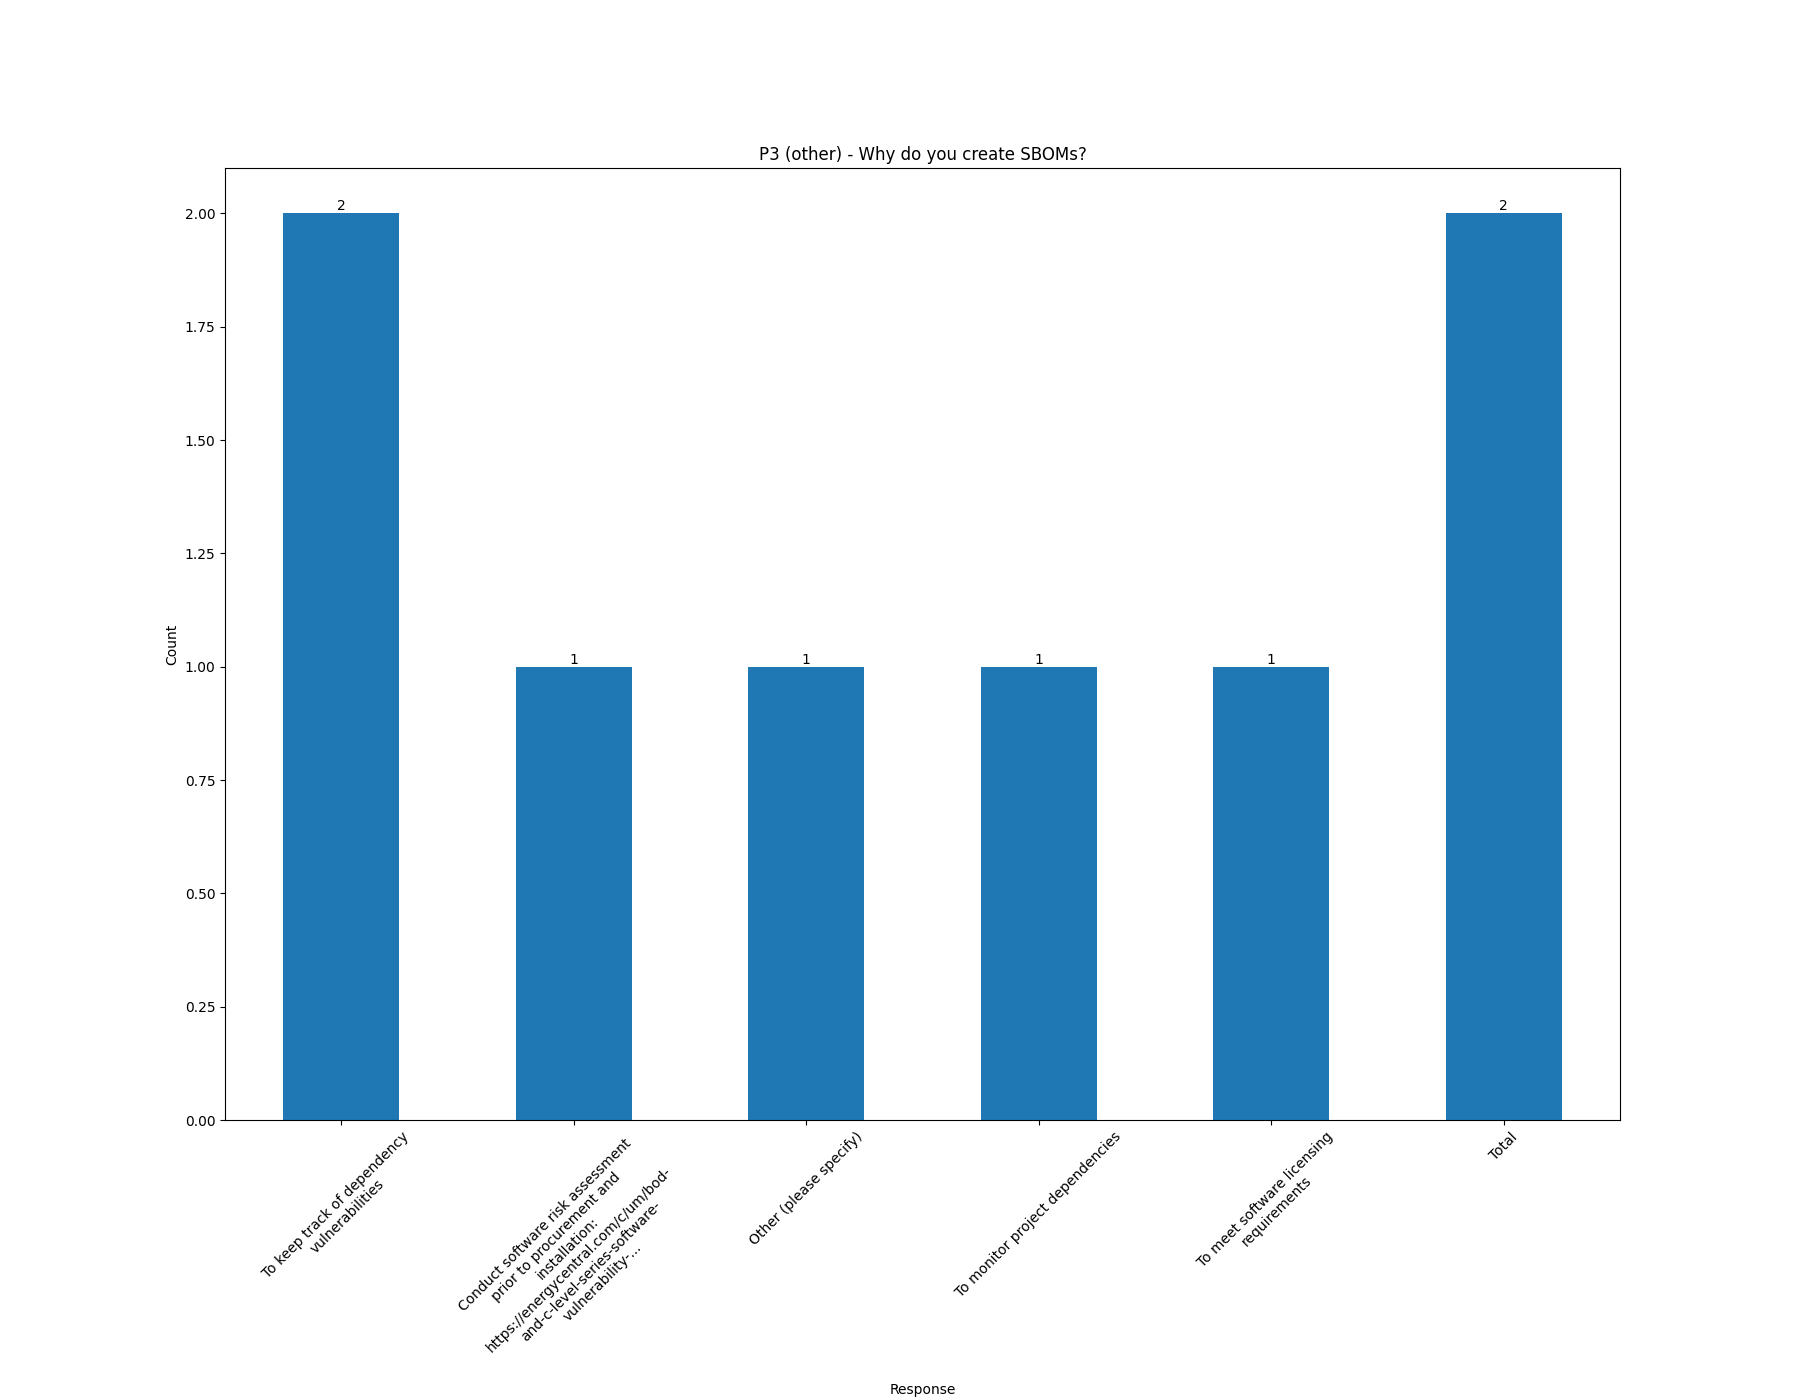 P3 (other) - Why do you create SBOMs?
2
2
2.00
1.75
1.50
1.25
Count
1
1
1
1
1.00
0.75
0.50
0.25
0.00
To keep track of dependency
vulnerabilities
Conduct software risk assessment
prior to procurement and
installation:
https://energycentral.com/c/um/bod-
and-c-level-series-software-
vulnerability-...
Other (please specify)
To monitor project dependencies
To meet software licensing
requirements
Total
Response